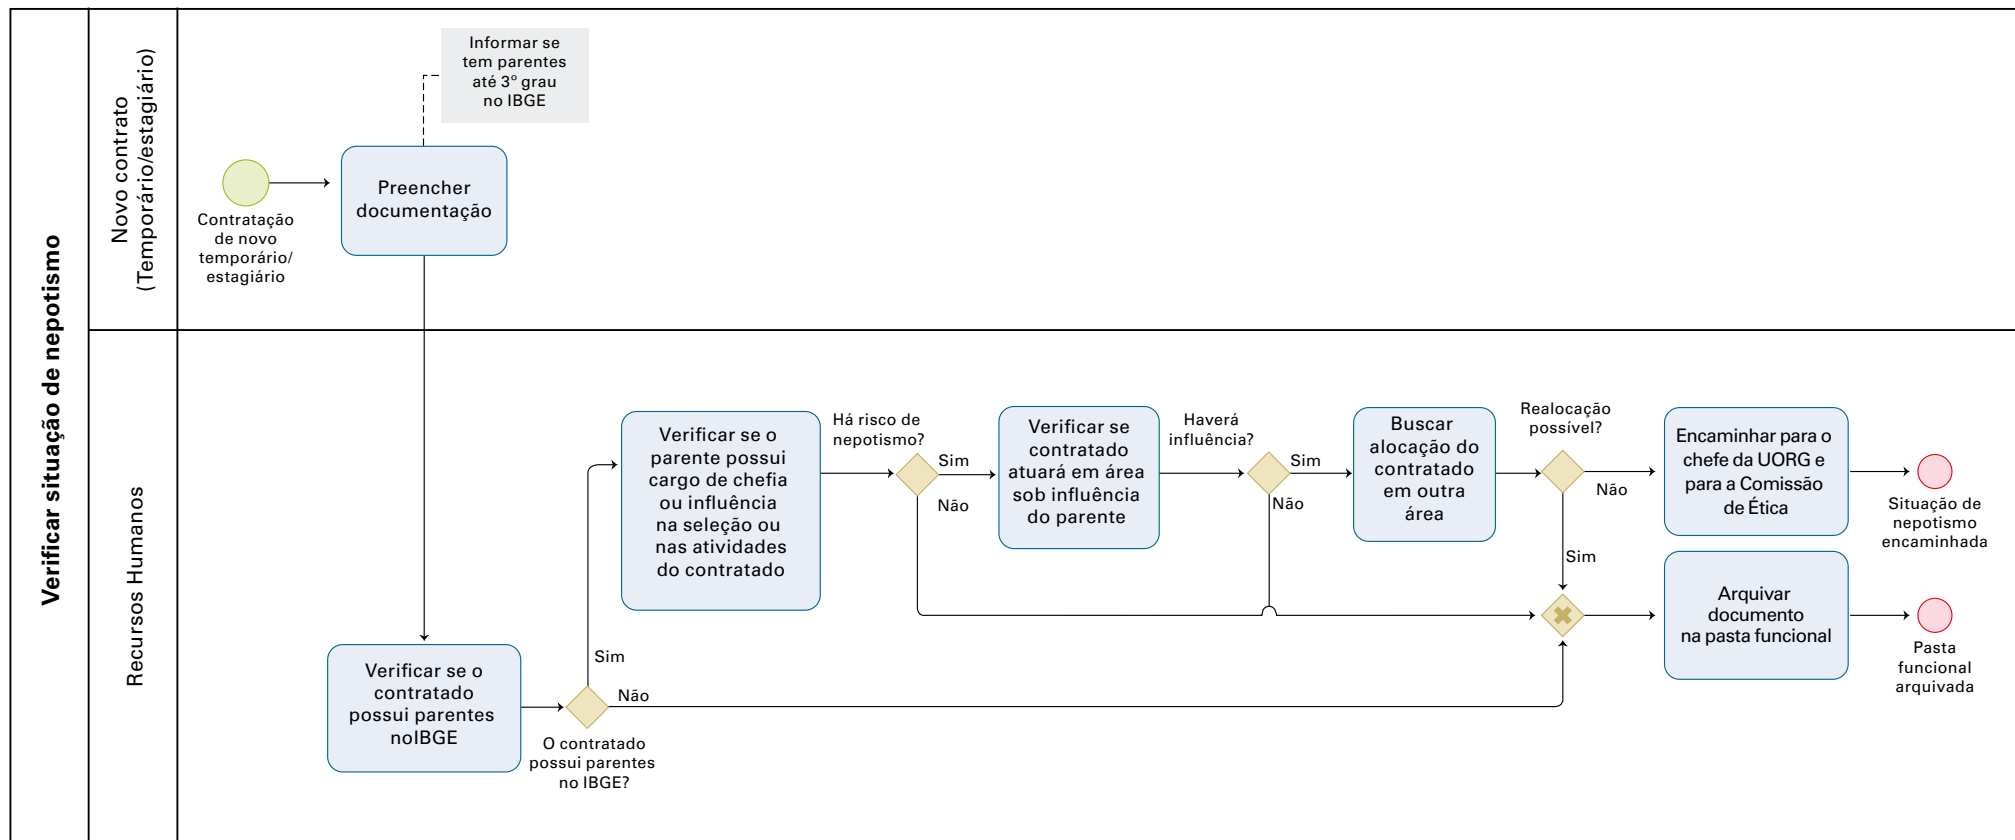 Verificar situação de nepotismo
Novo contrato
(Temporário/estagiário)
Informar se
tem parentes
até 3º grau
no IBGE
Contratação
de novo
temporário/
estagiário
Preencher
documentação
Recursos Humanos
Verificar se o
contratado
possui parentes
noIBGE
O contratado
possui parentes
no IBGE?
Sim
Não
Verificar se o
parente possui
cargo de chefia
ou influência
na seleção ou
nas atividades
do contratado
Há risco de
nepotismo?
Sim
Não
Verificar se
contratado
atuará em área
sob influência
do parente
Haverá
influência?
Sim
Não
Buscar
alocação do
contratado
em outra
área
Realocação
possível?
Não
Sim
Encaminhar para o
chefe da UORG e
para a Comissão
de Ética
Situação de
nepotismo
encaminhada
Arquivar
documento
na pasta funcional
Pasta
funcional
arquivada